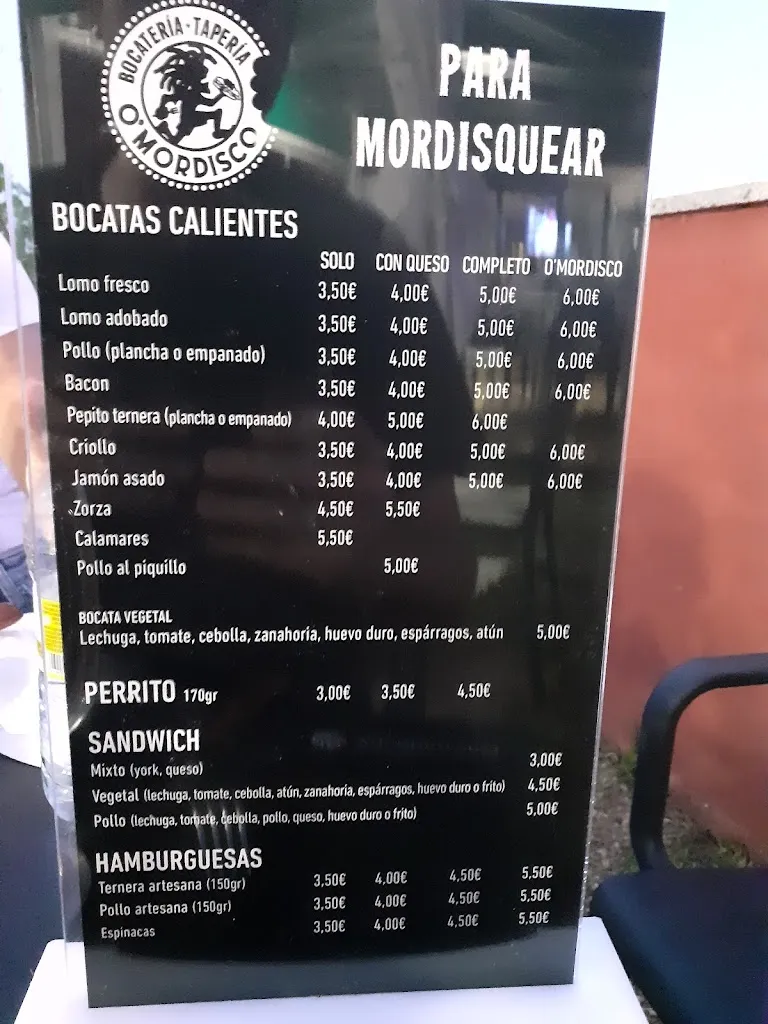 BOCATERÍA-TAPERÍA
O'MORDISCO
PARA
MORDISQUEAR
BOCATAS CALIENTES
SOLO CON QUESO COMPLETO O'MORDISCO
Lomo fresco 3,50€ 4,00€ 5,00€ 6,00€
Lomo adobado 3,50€ 4,00€ 5,00€ 6,00€
Pollo (plancha o empanado) 3,50€ 4,00€ 5,00€ 6,00€
Bacon 3,50€ 4,00€ 5,00€ 6,00€
Pepito ternera (plancha o empanado) 4,00€ 5,00€ 6,00€
Criollo 3,50€ 4,00€ 5,00€ 6,00€
Jamón asado 3,50€ 4,00€ 5,00€ 6,00€
Zorza 4,50€ 5,50€
Calamares 5,50€
Pollo al piquillo 5,00€
BOCATA VEGETAL
Lechuga, tomate, cebolla, zanahoria, huevo duro, espárragos, atún 5,00€
PERRITO 170gr 3,00€ 3,50€ 4,50€
SANDWICH
Mixto (york, queso) 3,00€
Vegetal (lechuga, tomate, cebolla, atún, zanahoria, espárragos, huevo duro o frito) 4,50€
Pollo (lechuga, tomate, cebolla, pollo, queso, huevo duro o frito) 5,00€
HAMBURGUESAS
Ternera artesana (150gr) 3,50€ 4,00€ 4,50€ 5,50€
Pollo artesana (150gr) 3,50€ 4,00€ 4,50€ 5,50€
Espinacas 3,50€ 4,00€ 4,50€ 5,50€